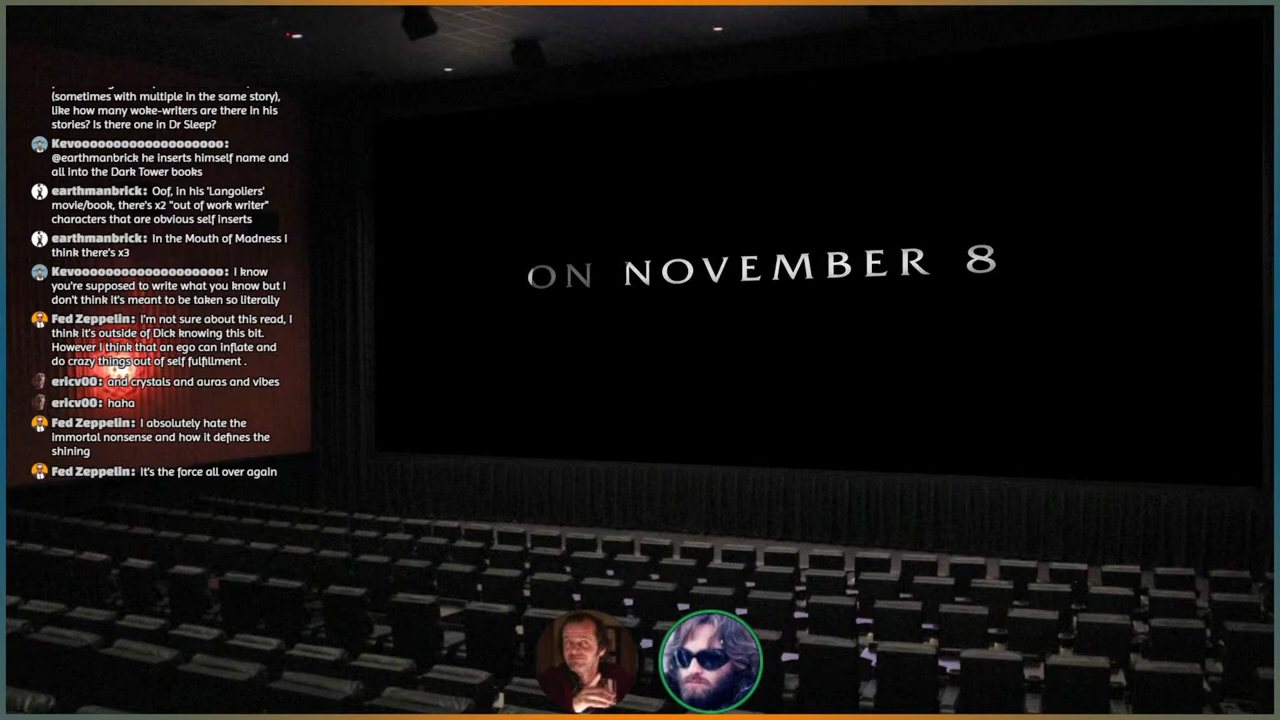 (sometimes with multiple in the same story),
like how many woke-writers are there in his
stories? Is there one in Dr Sleep?
Kevooooooooooooooooooo:
@earthmanbrick he inserts himself name and
all into the Dark Tower books
earthmanbrick: Oof, in his 'Langoliers'
movie/book, there's x2 "out of work writer"
characters that are obvious self inserts
earthmanbrick: In the Mouth of Madness I
think there's x3
Kevooooooooooooooooooo: I know
you're supposed to write what you know but I
don't think it's meant to be taken so literally
Fed Zeppelin: I'm not sure about this read, I
think it's outside of Dick knowing this bit.
However I think that an ego can inflate and
do crazy things out of self fulfillment .
ericv00: and crystals and auras and vibes
ericv00: haha
Fed Zeppelin: I absolutely hate the
immortal nonsense and how it defines the
shining
Fed Zeppelin: It's the force all over again
ON NOVEMBER 8